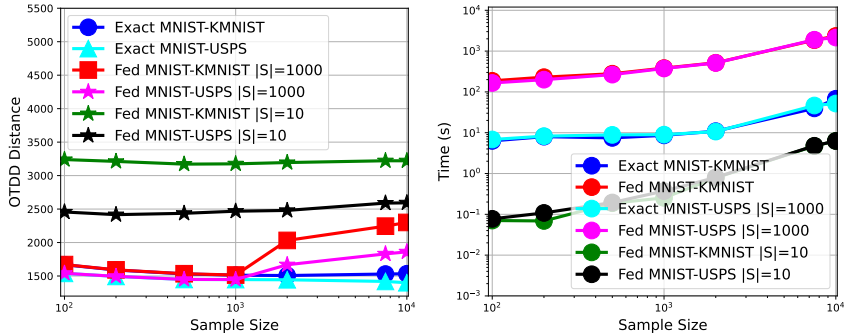 5500
5000
4500
4000
3500
3000
2500
2000
1500
OTDD Distance
Exact MNIST-KMNIST
Exact MNIST-USPS
Fed MNIST-KMNIST |S|=1000
Fed MNIST-USPS |S|=1000
Fed MNIST-KMNIST |S|=10
Fed MNIST-USPS |S|=10
10²
10³
10⁴
Sample Size
10⁴
10³
10²
10¹
10⁰
10⁻¹
10⁻²
10⁻³
Time (s)
Exact MNIST-KMNIST
Fed MNIST-KMNIST
Exact MNIST-USPS |S|=1000
Fed MNIST-USPS |S|=1000
Fed MNIST-KMNIST |S|=10
Fed MNIST-USPS |S|=10
10²
10³
10⁴
Sample Size